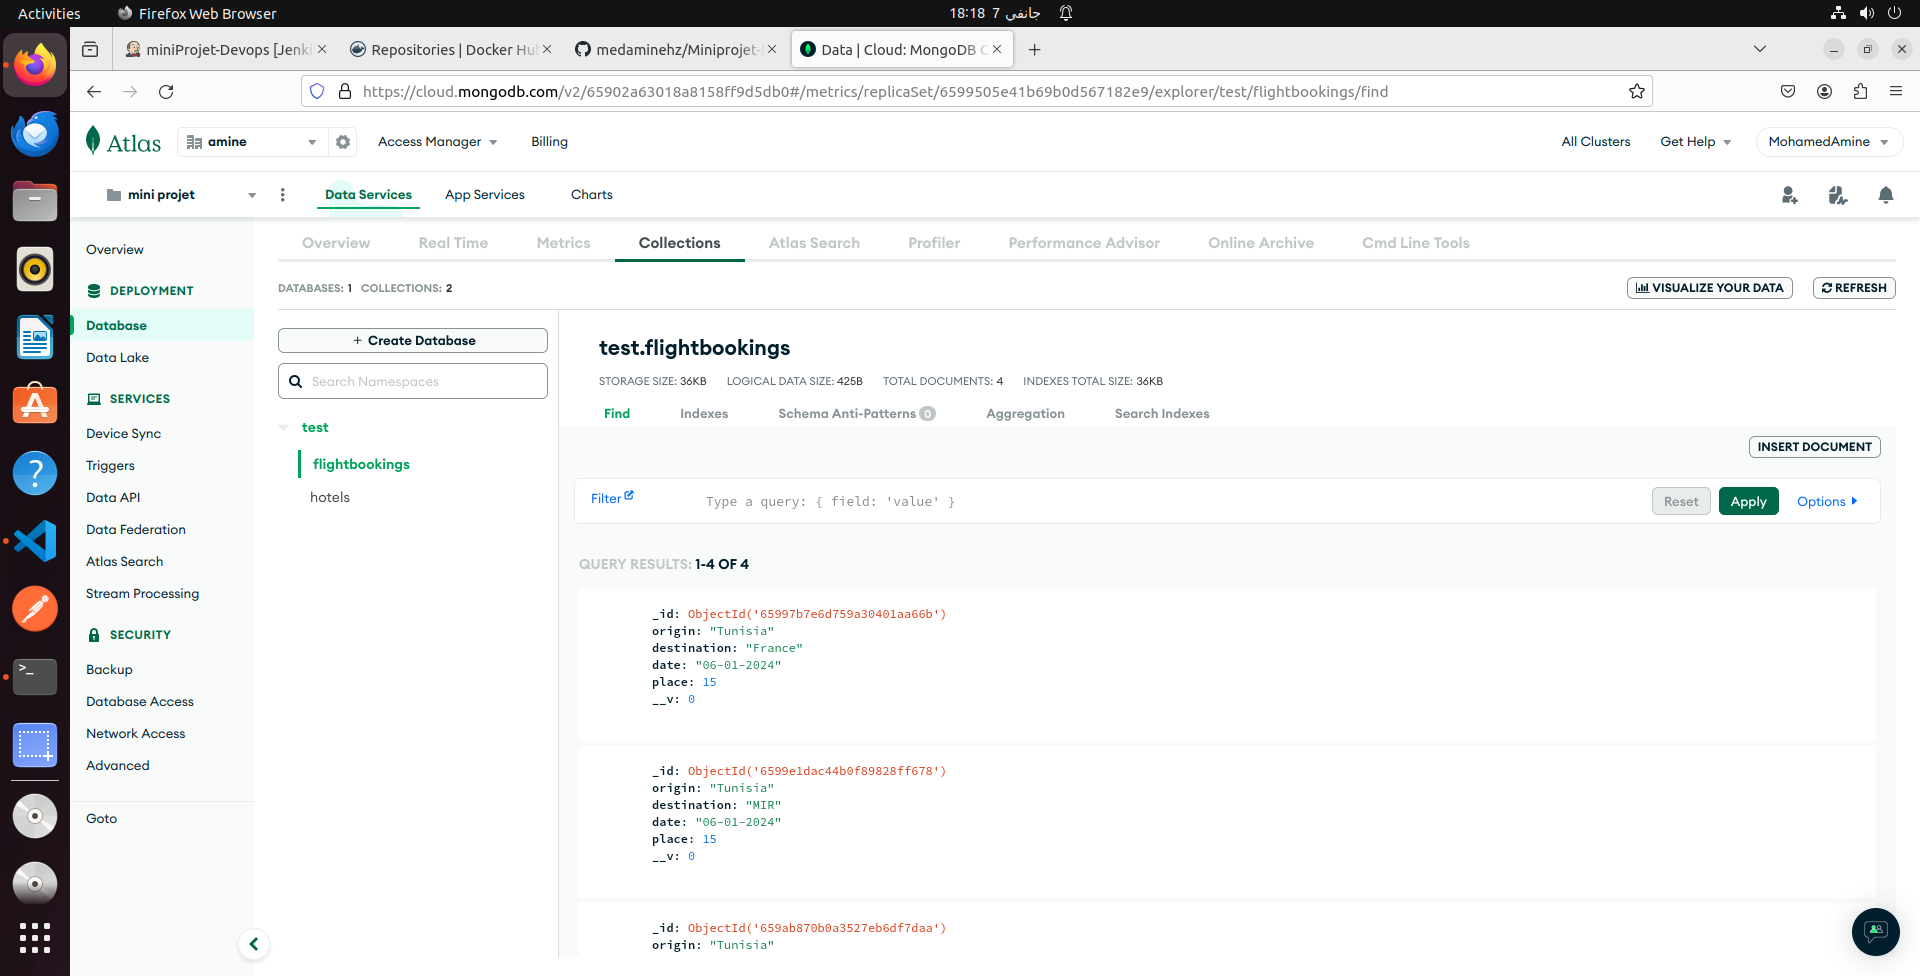 Activities
Firefox Web Browser
18:18 7 جانفي
miniProjet-Devops [Jenki
Repositories | Docker Hu
medaminehz/Miniprojet-
Data | Cloud: MongoDB C
https://cloud.mongodb.com/v2/65902a63018a8158ff9d5db0#/metrics/replicaSet/6599505e41b69b0d567182e9/explorer/test/flightbookings/find
Atlas
amine
Access Manager
Billing
All Clusters
Get Help
MohamedAmine
mini projet
Data Services
App Services
Charts
Overview
DEPLOYMENT
Database
Data Lake
SERVICES
Device Sync
Triggers
Data API
Data Federation
Atlas Search
Stream Processing
SECURITY
Backup
Database Access
Network Access
Advanced
Goto
Overview
Real Time
Metrics
Collections
Atlas Search
Profiler
Performance Advisor
Online Archive
Cmd Line Tools
DATABASES: 1 COLLECTIONS: 2
VISUALIZE YOUR DATA
REFRESH
+ Create Database
Search Namespaces
test
flightbookings
hotels
test.flightbookings
STORAGE SIZE: 36KB LOGICAL DATA SIZE: 425B TOTAL DOCUMENTS: 4 INDEXES TOTAL SIZE: 36KB
Find
Indexes
Schema Anti-Patterns 0
Aggregation
Search Indexes
INSERT DOCUMENT
Filter
Type a query: { field: 'value' }
Reset
Apply
Options
QUERY RESULTS: 1-4 OF 4
_id: ObjectId('65997b7e6d759a30401aa66b')
origin: "Tunisia"
destination: "France"
date: "06-01-2024"
place: 15
__v: 0
_id: ObjectId('6599e1dac44b0f89828ff678')
origin: "Tunisia"
destination: "MIR"
date: "06-01-2024"
place: 15
__v: 0
_id: ObjectId('659ab870b0a3527eb6df7daa')
origin: "Tunisia"